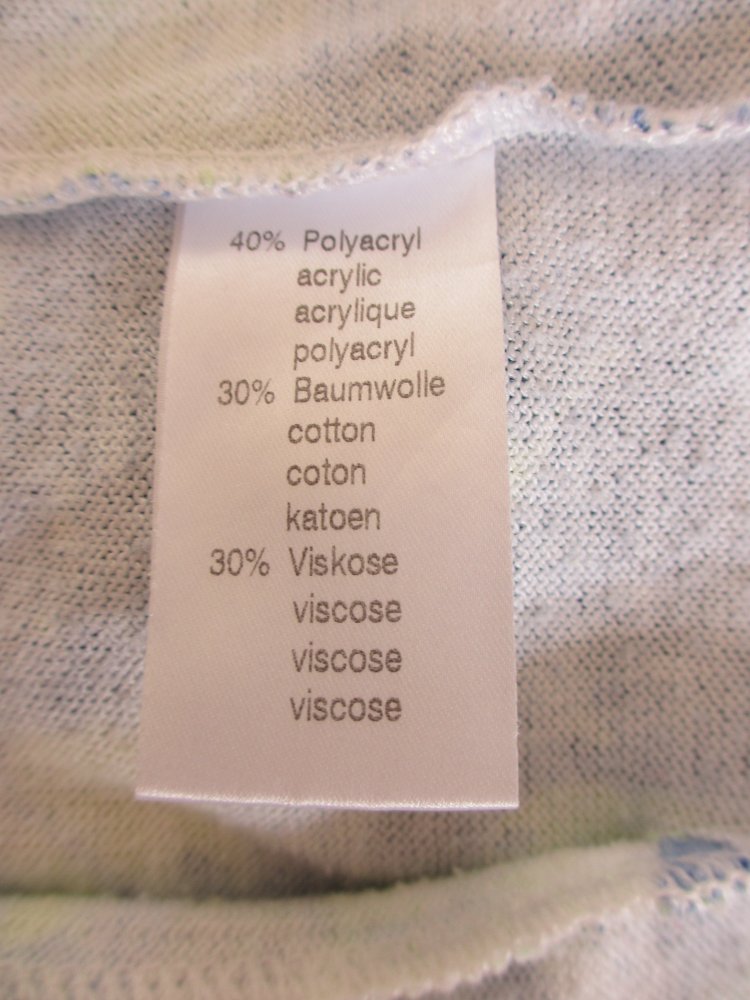 40% Polyacryl
acrylic
acrylique
polyacryl
30% Baumwolle
cotton
coton
katoen
30% Viskose
viscose
viscose
viscose